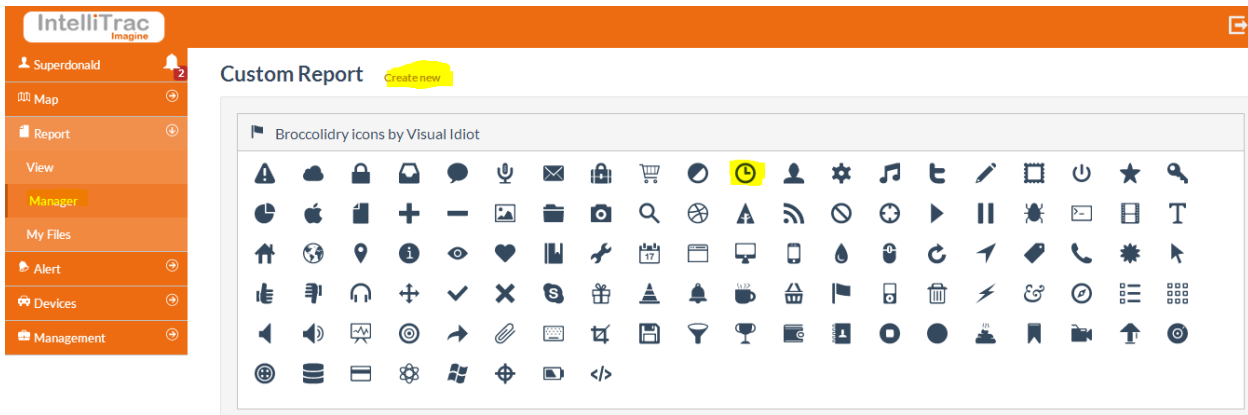 IntelliTrac
Imagine
Superdonald
2
Map
Report
View
Manager
My Files
Alert
Devices
Management
Custom Report Create new
Broccolidry icons by Visual Idiot
17